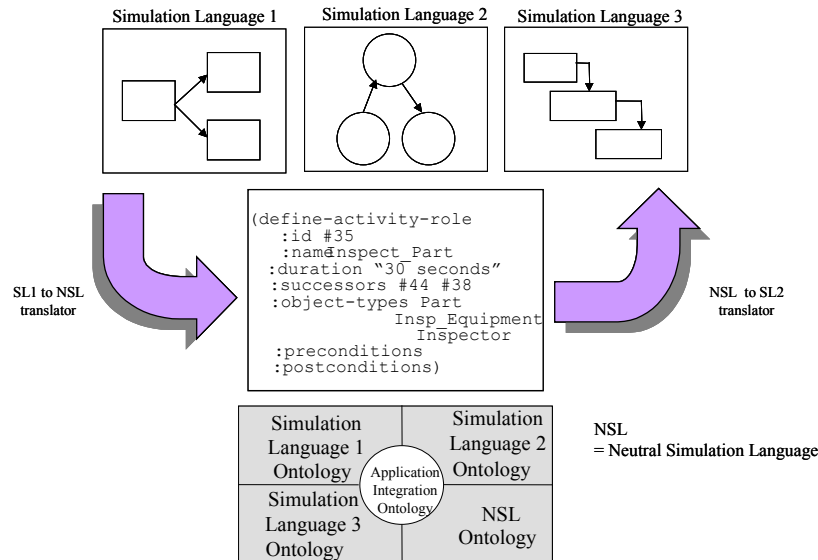 Simulation Language 1
Simulation Language 2
Simulation Language 3
(define-activity-role
:id #35
:nameInspect_Part
:duration “30 seconds”
:successors #44 #38
:object-types Part
Insp_Equipment
Inspector
:preconditions
:postconditions)
SL1 to NSL
translator
NSL to SL2
translator
Simulation
Language 1
Ontology
Simulation
Language 2
Ontology
Application
Integration
Ontology
Simulation
Language 3
Ontology
NSL
Ontology
NSL
= Neutral Simulation Language